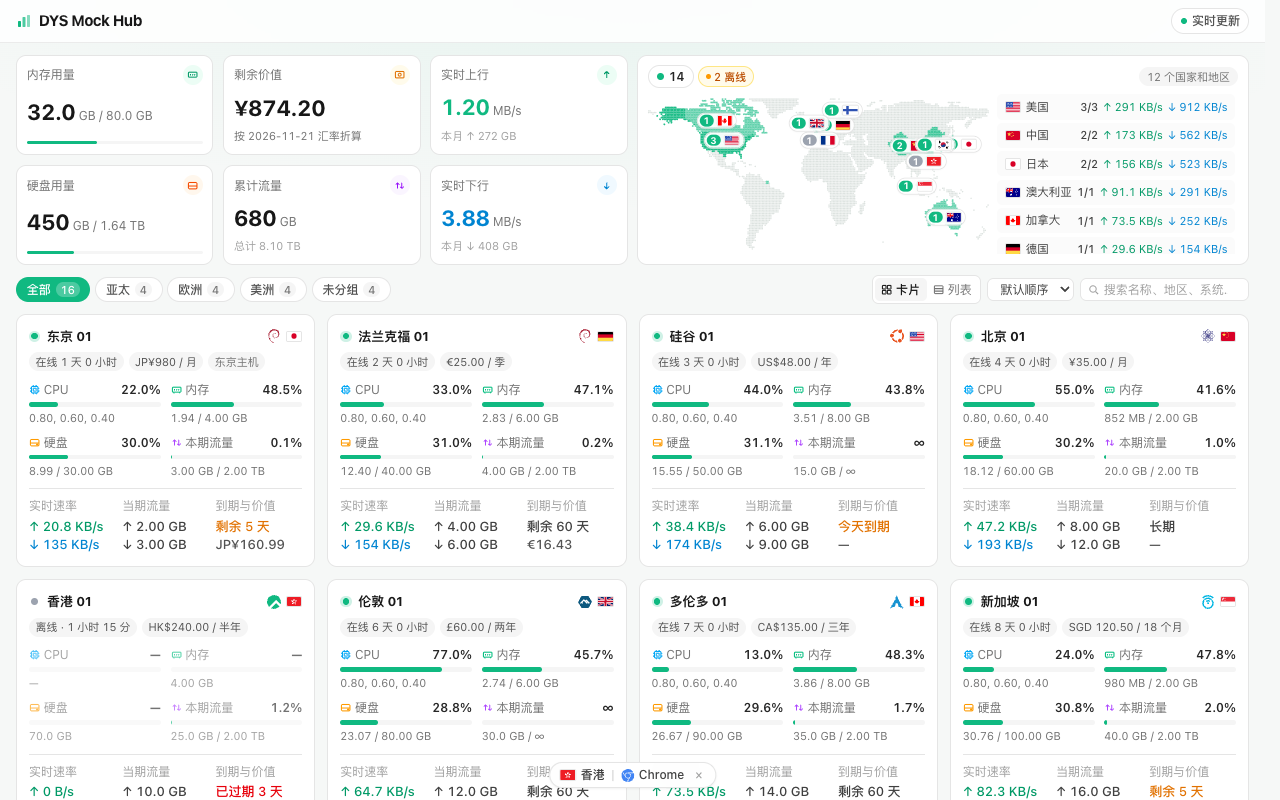 DYS Mock Hub
实时更新
内存用量
32.0 GB / 80.0 GB
剩余价值
¥874.20
按 2026-11-21 汇率折算
实时上行
1.20 MB/s
本月 ↑ 272 GB
硬盘用量
450 GB / 1.64 TB
累计流量
680 GB
总计 8.10 TB
实时下行
3.88 MB/s
本月 ↓ 408 GB
14
2 离线
12 个国家和地区
1
1
1
3
1
2
1
1
1
1
美国 3/3 ↑ 291 KB/s ↓ 912 KB/s
中国 2/2 ↑ 173 KB/s ↓ 562 KB/s
日本 2/2 ↑ 156 KB/s ↓ 523 KB/s
澳大利亚 1/1 ↑ 91.1 KB/s ↓ 291 KB/s
加拿大 1/1 ↑ 73.5 KB/s ↓ 252 KB/s
德国 1/1 ↑ 29.6 KB/s ↓ 154 KB/s
全部 16 亚太 4 欧洲 4 美洲 4 未分组 4
卡片 列表 默认顺序 搜索名称、地区、系统.
东京 01
在线 1 天 0 小时 JP¥980 / 月 东京主机
CPU 22.0% 内存 48.5%
0.80, 0.60, 0.40 1.94 / 4.00 GB
硬盘 30.0% 本期流量 0.1%
8.99 / 30.00 GB 3.00 GB / 2.00 TB
实时速率 当期流量 到期与价值
↑ 20.8 KB/s ↑ 2.00 GB 剩余 5 天
↓ 135 KB/s ↓ 3.00 GB JP¥160.99
法兰克福 01
在线 2 天 0 小时 €25.00 / 季
CPU 33.0% 内存 47.1%
0.80, 0.60, 0.40 2.83 / 6.00 GB
硬盘 31.0% 本期流量 0.2%
12.40 / 40.00 GB 4.00 GB / 2.00 TB
实时速率 当期流量 到期与价值
↑ 29.6 KB/s ↑ 4.00 GB 剩余 60 天
↓ 154 KB/s ↓ 6.00 GB €16.43
硅谷 01
在线 3 天 0 小时 US$48.00 / 年
CPU 44.0% 内存 43.8%
0.80, 0.60, 0.40 3.51 / 8.00 GB
硬盘 31.1% 本期流量 ∞
15.55 / 50.00 GB 15.0 GB / ∞
实时速率 当期流量 到期与价值
↑ 38.4 KB/s ↑ 6.00 GB 今天到期
↓ 174 KB/s ↓ 9.00 GB —
北京 01
在线 4 天 0 小时 ¥35.00 / 月
CPU 55.0% 内存 41.6%
0.80, 0.60, 0.40 852 MB / 2.00 GB
硬盘 30.2% 本期流量 1.0%
18.12 / 60.00 GB 20.0 GB / 2.00 TB
实时速率 当期流量 到期与价值
↑ 47.2 KB/s ↑ 8.00 GB 长期
↓ 193 KB/s ↓ 12.0 GB —
香港 01
离线 · 1 小时 15 分 HK$240.00 / 半年
CPU — 内存 —
— 4.00 GB
硬盘 — 本期流量 1.2%
70.0 GB 25.0 GB / 2.00 TB
实时速率 当期流量 到期与价值
↑ 0 B/s ↑ 10.0 GB 已过期 3 天
伦敦 01
在线 6 天 0 小时 £60.00 / 两年
CPU 77.0% 内存 45.7%
0.80, 0.60, 0.40 2.74 / 6.00 GB
硬盘 28.8% 本期流量 ∞
23.07 / 80.00 GB 30.0 GB / ∞
实时速率 当期流量
↑ 64.7 KB/s ↑ 12.0 GB 剩余 60 天
多伦多 01
在线 7 天 0 小时 CA$135.00 / 三年
CPU 13.0% 内存 48.3%
0.80, 0.60, 0.40 3.86 / 8.00 GB
硬盘 29.6% 本期流量 1.7%
26.67 / 90.00 GB 35.0 GB / 2.00 TB
当期流量 到期与价值
↑ 73.5 KB/s ↑ 14.0 GB 剩余 60 天
新加坡 01
在线 8 天 0 小时 SGD 120.50 / 18 个月
CPU 24.0% 内存 47.8%
0.80, 0.60, 0.40 980 MB / 2.00 GB
硬盘 30.8% 本期流量 2.0%
30.76 / 100.00 GB 40.0 GB / 2.00 TB
实时速率 当期流量 到期与价值
↑ 82.3 KB/s ↑ 16.0 GB 剩余 5 天
香港 Chrome ×